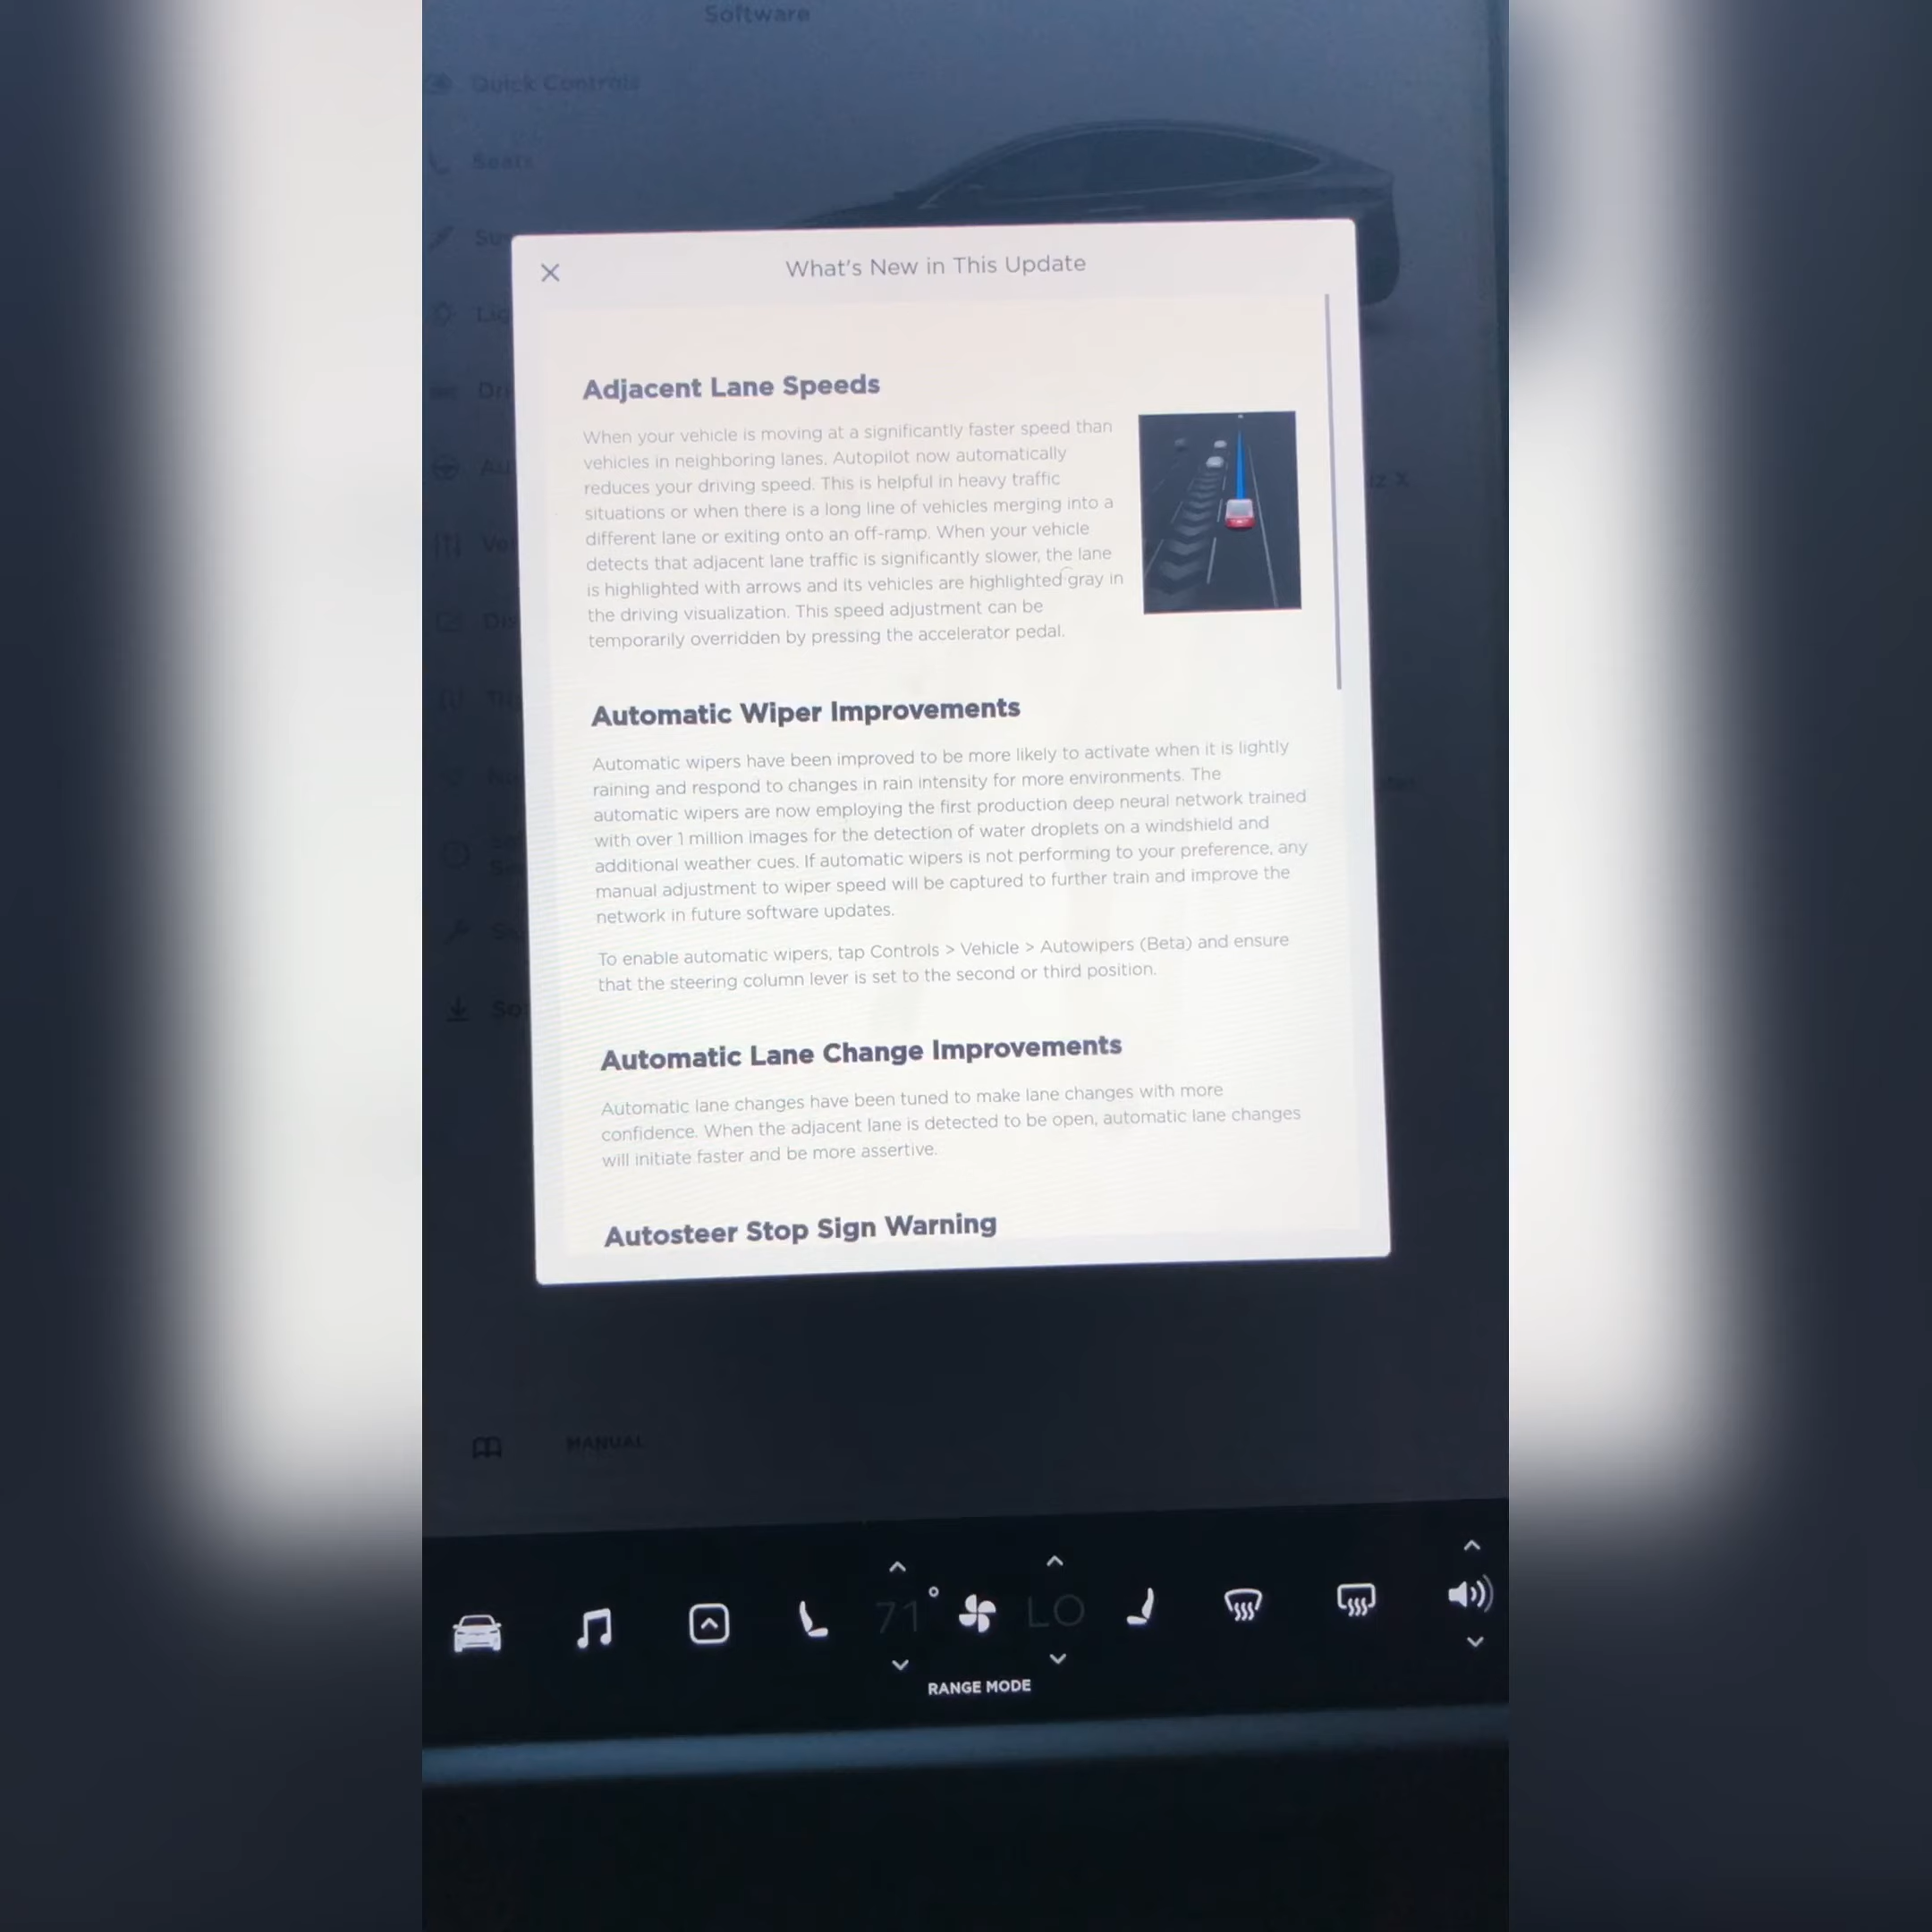 Software
Quick Controls
Seats
What's New in This Update
Adjacent Lane Speeds
When your vehicle is moving at a significantly faster speed than
vehicles in neighboring lanes, Autopilot now automatically
reduces your driving speed. This is helpful in heavy traffic
situations or when there is a long line of vehicles merging into a
different lane or exiting onto an off-ramp. When your vehicle
detects that adjacent lane traffic is significantly slower, the lane
is highlighted with arrows and its vehicles are highlighted gray in
the driving visualization. This speed adjustment can be
temporarily overridden by pressing the accelerator pedal.
Automatic Wiper Improvements
Automatic wipers have been improved to be more likely to activate when it is lightly
raining and respond to changes in rain intensity for more environments. The
automatic wipers are now employing the first production deep neural network trained
with over 1 million images for the detection of water droplets on a windshield and
additional weather cues. If automatic wipers is not performing to your preference, any
manual adjustment to wiper speed will be captured to further train and improve the
network in future software updates.
To enable automatic wipers, tap Controls > Vehicle > Autowipers (Beta) and ensure
that the steering column lever is set to the second or third position.
Automatic Lane Change Improvements
Automatic lane changes have been tuned to make lane changes with more
confidence. When the adjacent lane is detected to be open, automatic lane changes
will initiate faster and be more assertive.
Autosteer Stop Sign Warning
MANUAL
71° LO
RANGE MODE